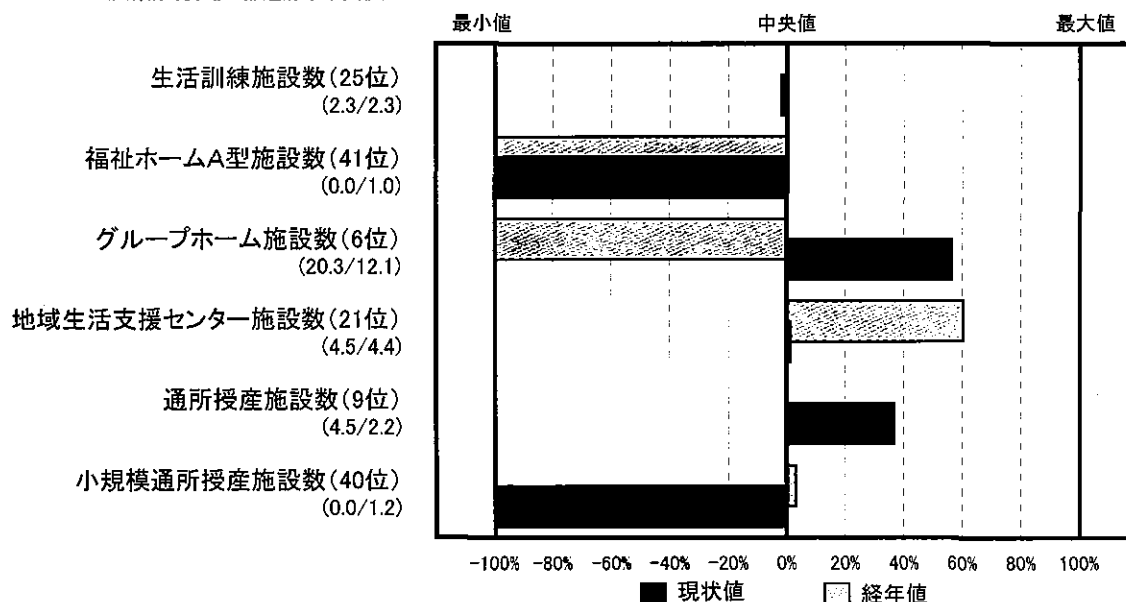 最小値 中央値 最大値
生活訓練施設数(25位)
(2.3/2.3)
福祉ホームA型施設数(41位)
(0.0/1.0)
グループホーム施設数(6位)
(20.3/12.1)
地域生活支援センター施設数(21位)
(4.5/4.4)
通所授産施設数(9位)
(4.5/2.2)
小規模通所授産施設数(40位)
(0.0/1.2)
-100% -80% -60% -40% -20% 0% 20% 40% 60% 80% 100%
現状値 経年値